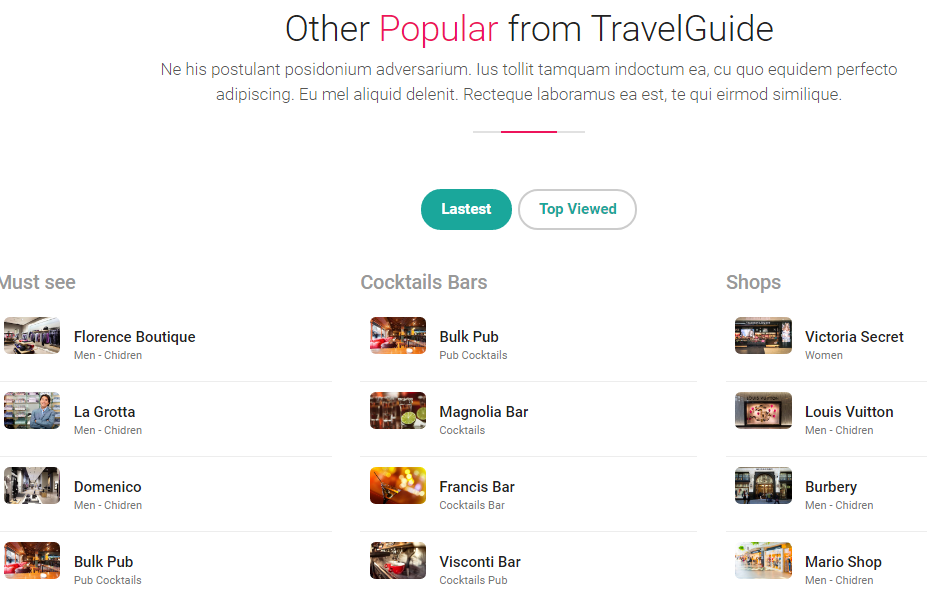 Other Popular from TravelGuide
Ne his postulant posidonium adversarium. Ius tollit tamquam indoctum ea, cu quo equidem perfecto
adipiscing. Eu mel aliquid delenit. Recteque laboramus ea est, te qui eirmod similique.
Lastest
Top Viewed
Must see
Florence Boutique
Men - Chidren
La Grotta
Men - Chidren
Domenico
Men - Chidren
Bulk Pub
Pub Cocktails
Cocktails Bars
Bulk Pub
Pub Cocktails
Magnolia Bar
Cocktails
Francis Bar
Cocktails Bar
Visconti Bar
Cocktails Pub
Shops
Victoria Secret
Women
Louis Vuitton
Men - Chidren
LOUIS VUITTON
Burbery
Men - Chidren
Mario Shop
Men - Chidren